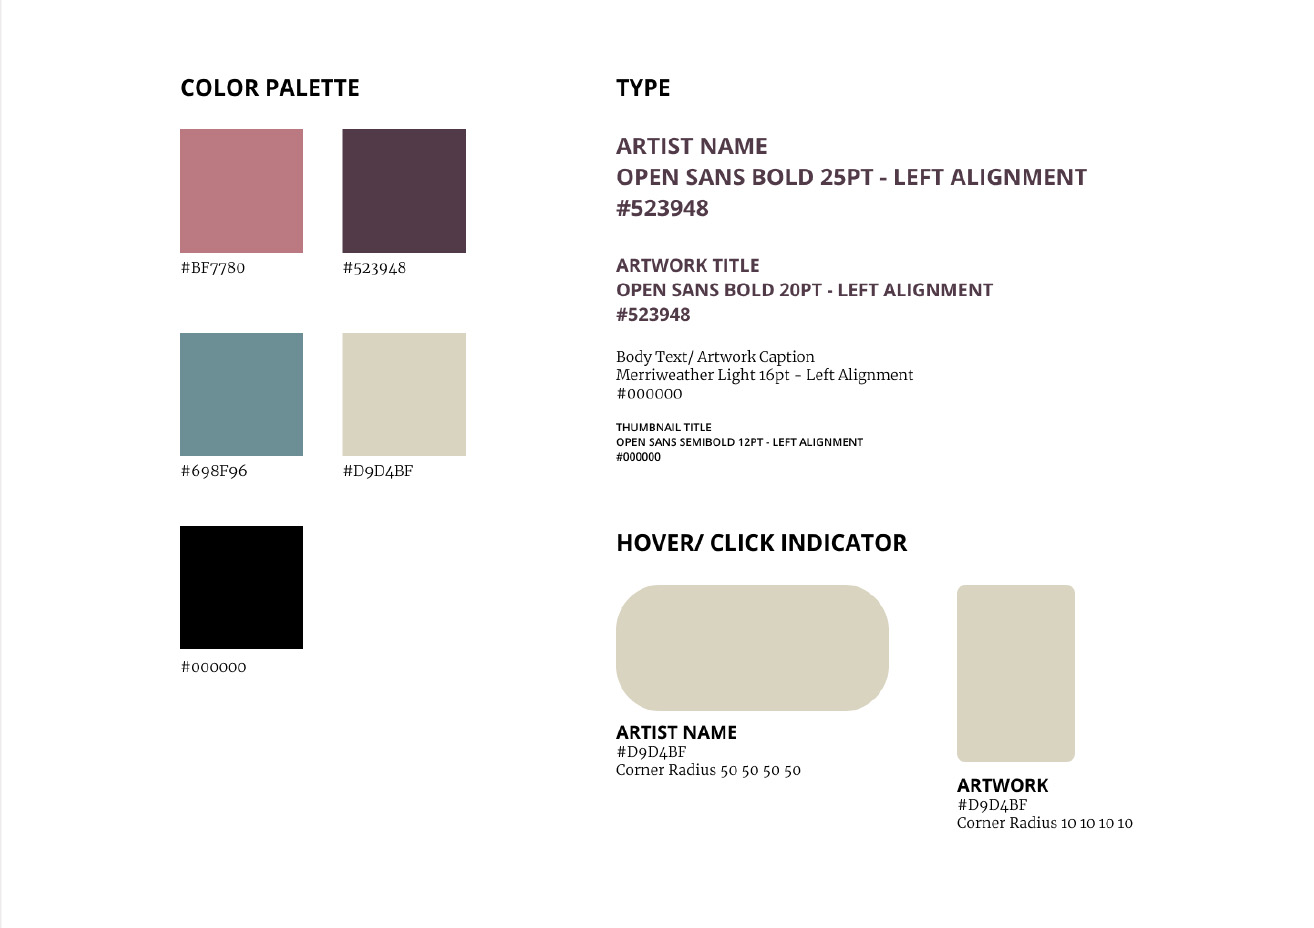 COLOR PALETTE
#BF7780
#523948
#698F96
#D9D4BF
#000000
TYPE
ARTIST NAME
OPEN SANS BOLD 25PT - LEFT ALIGNMENT
#523948
ARTWORK TITLE
OPEN SANS BOLD 20PT - LEFT ALIGNMENT
#523948
Body Text/ Artwork Caption
Merriweather Light 16pt - Left Alignment
#000000
THUMBNAIL TITLE
OPEN SANS SEMIBOLD 12PT - LEFT ALIGNMENT
#000000
HOVER/ CLICK INDICATOR
ARTIST NAME
#D9D4BF
Corner Radius 50 50 50 50
ARTWORK
#D9D4BF
Corner Radius 10 10 10 10